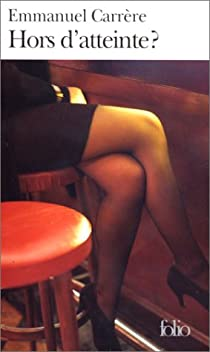 Emmanuel Carrère
Hors d'atteinte?
folio